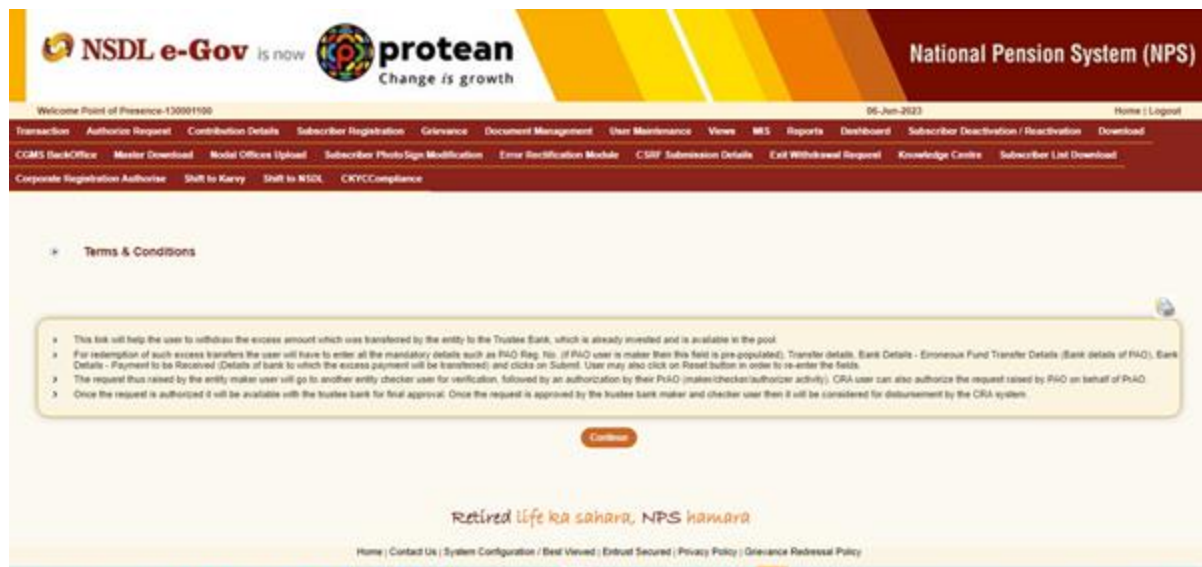 NSDL e-Gov is now protean
Change is growth
National Pension System (NPS)
Welcome Point of Presence-130001100 06-Jun-2023 Home | Logout
Transaction Authorize Request Contribution Details Subscriber Registration Grievance Document Management User Maintenance Views MIS Reports Dashboard Subscriber Deactivation / Reactivation Download
CGMS BackOffice Master Download Nodal Offices Upload Subscriber Photo Sign Modification Error Rectification Module CSRF Submission Details Exit Withdrawal Request Knowledge Centre Subscriber List Download
Corporate Registration Authorise Shift to Karvy Shift to NSDL CKYCCompliance
Terms & Conditions
This link will help the user to withdraw the excess amount which was transferred by the entity to the Trustee Bank, which is already invested and is available in the pool.
For redemption of such excess transfers the user will have to enter all the mandatory details such as PAO Reg. No. (if PAO user is maker then this field is pre-populated), Transfer details, Bank Details - Erroneous Fund Transfer Details (Bank details of PAO), Bank
Details - Payment to be Received (Details of bank to which the excess payment will be transferred) and clicks on Submit. User may also click on Reset button in order to re-enter the fields.
The request thus raised by the entity maker user will go to another entity checker user for verification, followed by an authorization by their PrAO (maker/checker/authorizer activity). CRA user can also authorize the request raised by PAO on behalf of PrAO.
Once the request is authorized it will be available with the trustee bank for final approval. Once the request is approved by the trustee bank maker and checker user then it will be considered for disbursement by the CRA system.
Continue
Retired life ka sahara, NPS hamara
Home | Contact Us | System Configuration / Best Viewed | Entrust Secured | Privacy Policy | Grievance Redressal Policy